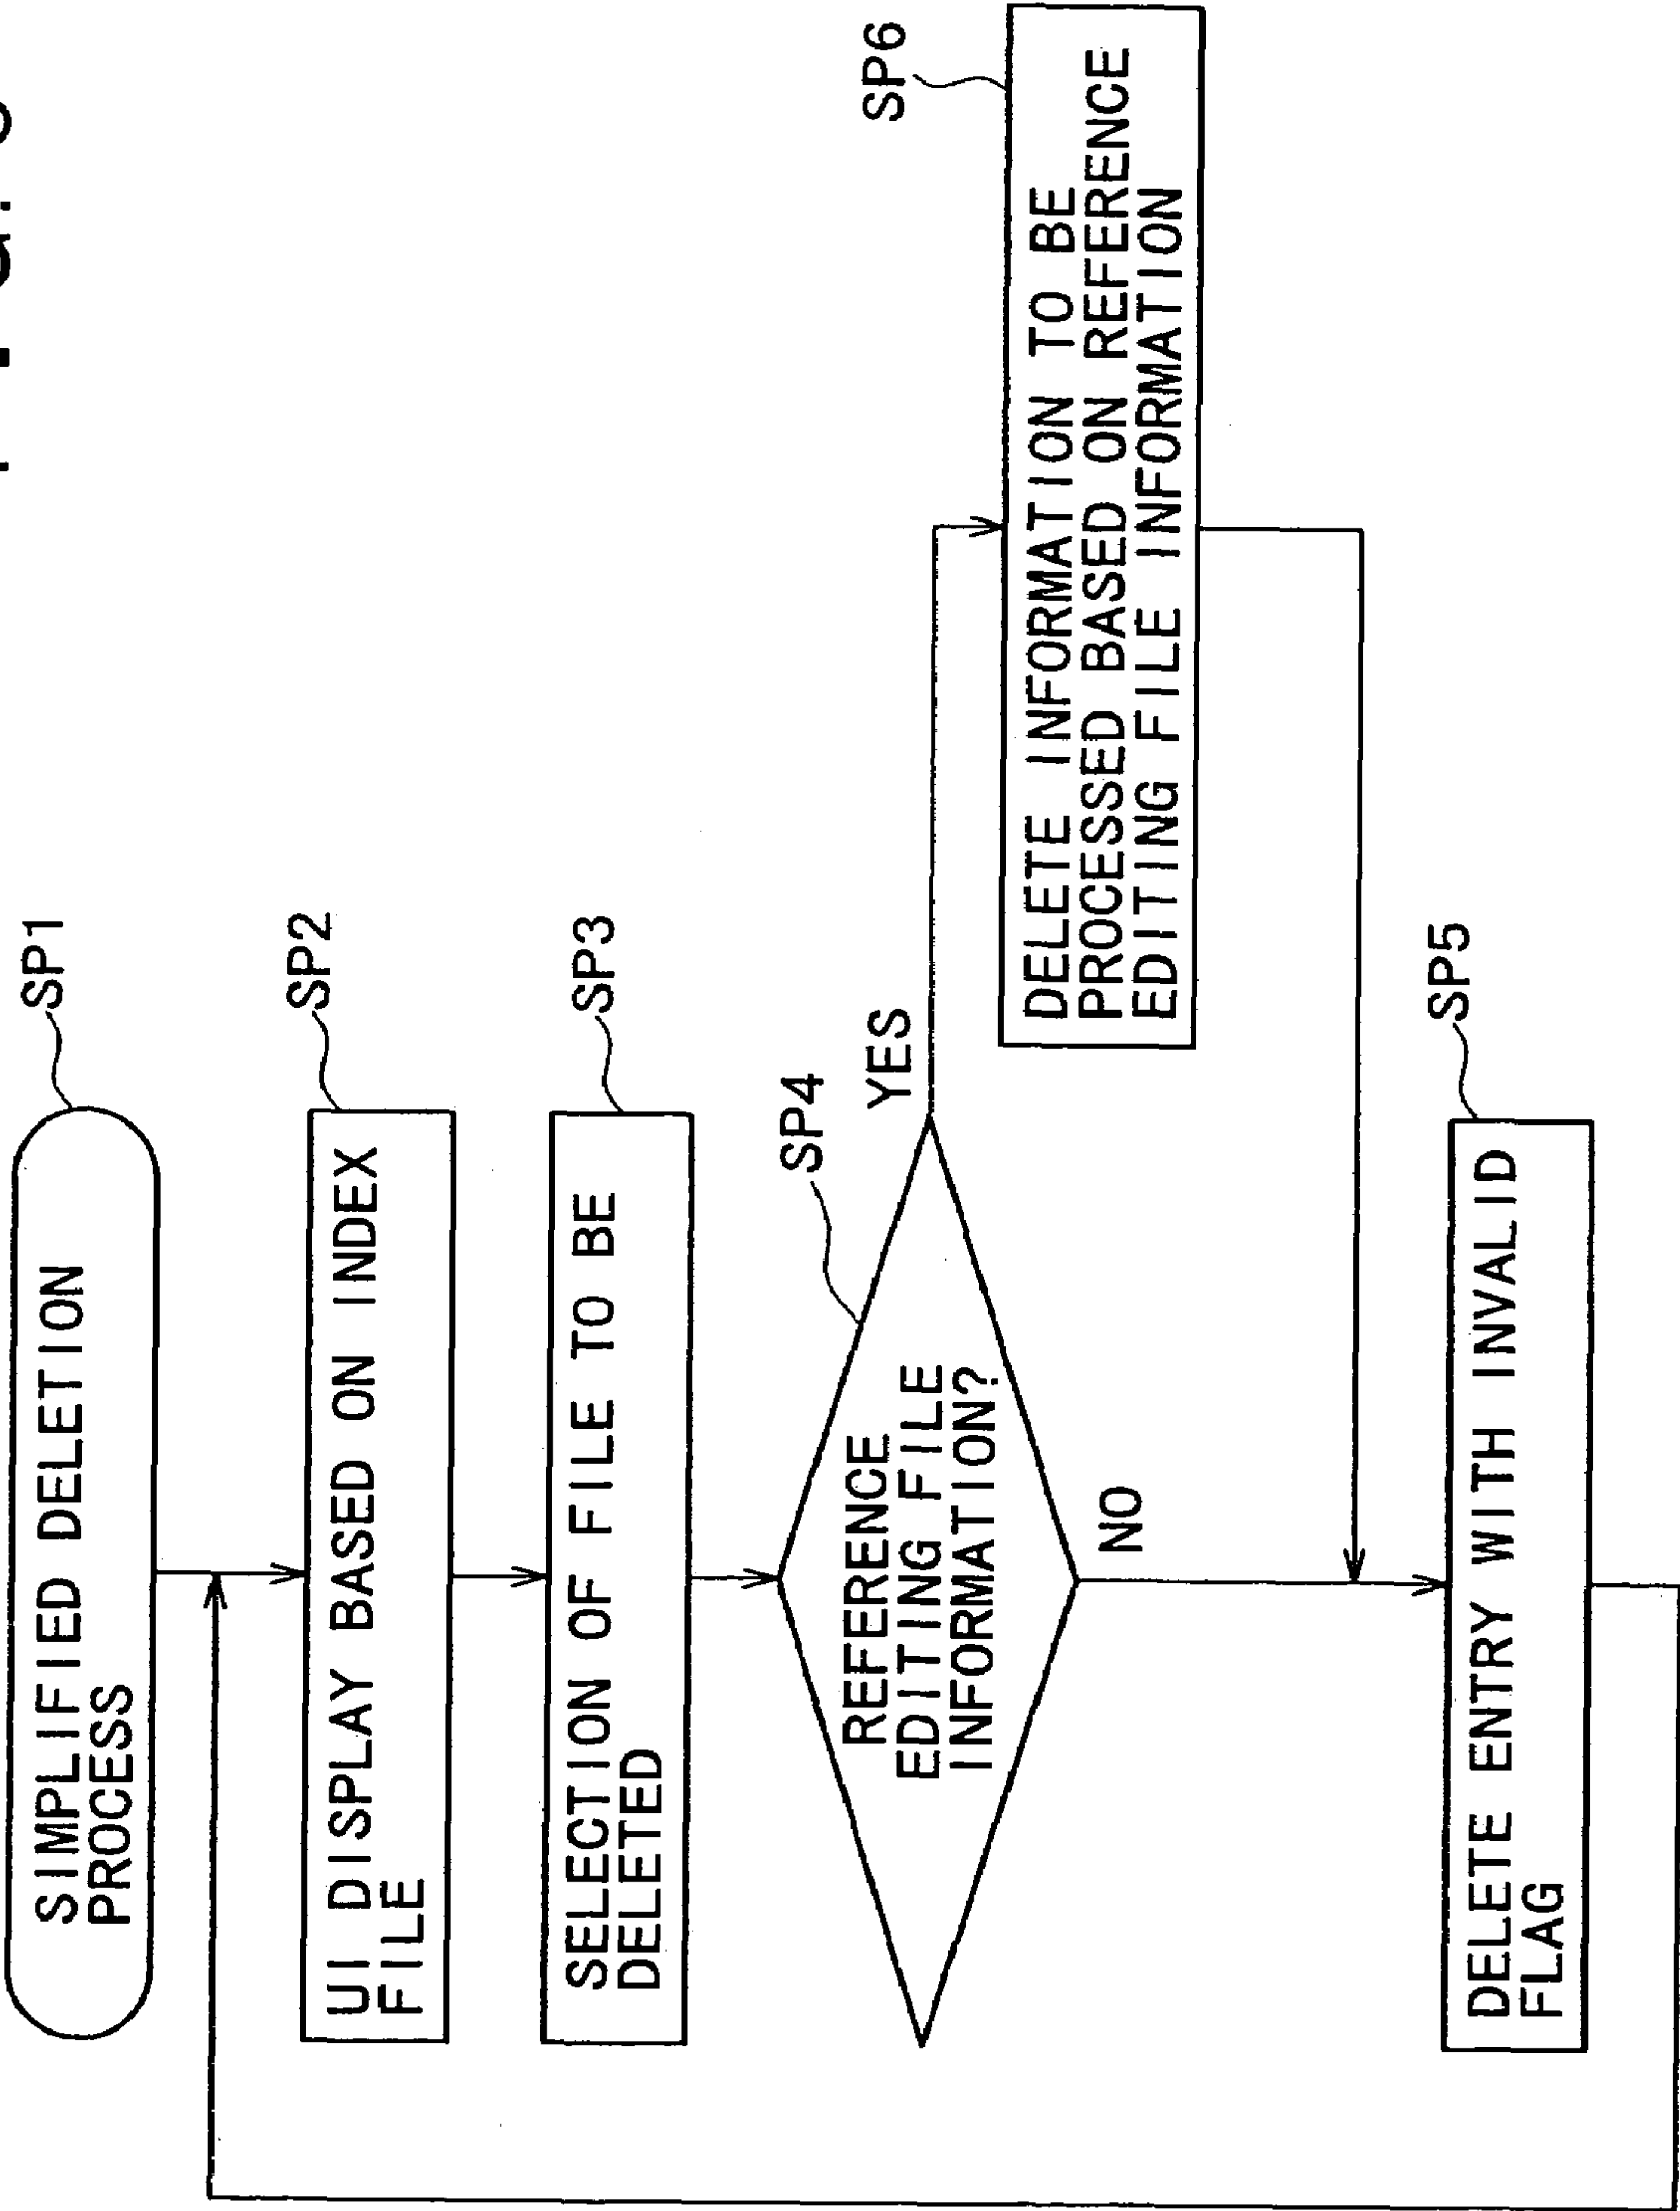 SP1
SIMPLIFIED DELETION
PROCESS
SP2
UI DISPLAY BASED ON INDEX
FILE
SP3
SELECTION OF FILE TO BE
DELETED
SP4
REFERENCE
EDITING FILE
INFORMATION?
YES
NO
SP6
DELETE INFORMATION TO BE
PROCESSED BASED ON REFERENCE
EDITING FILE INFORMATION
SP5
DELETE ENTRY WITH INVALID
FLAG